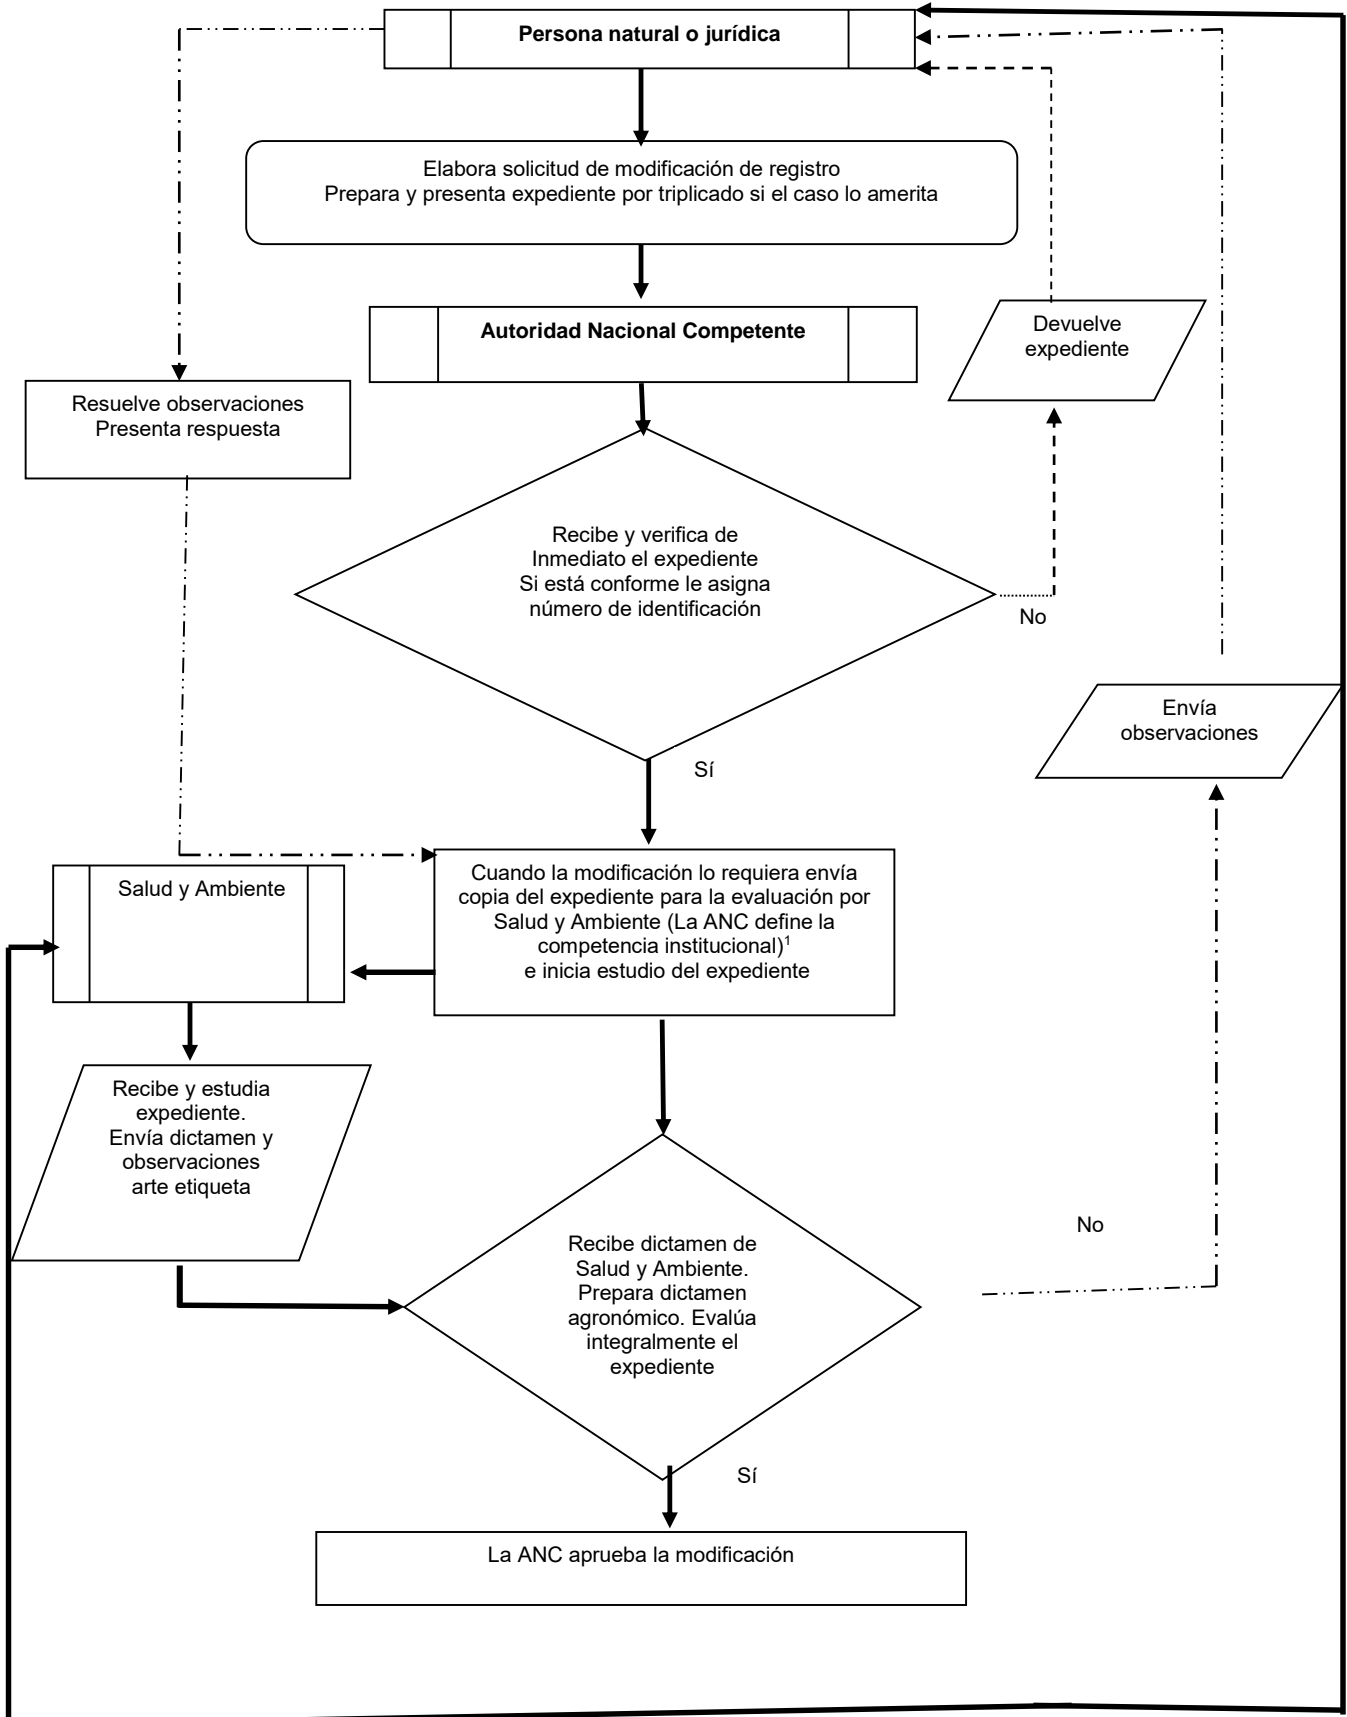 Persona natural o jurídica
Elabora solicitud de modificación de registro
Prepara y presenta expediente por triplicado si el caso lo amerita
Autoridad Nacional Competente
Devuelve
expediente
Resuelve observaciones
Presenta respuesta
Recibe y verifica de
Inmediato el expediente
Si está conforme le asigna
número de identificación
No
Envía
observaciones
Sí
Salud y Ambiente
Cuando la modificación lo requiera envía
copia del expediente para la evaluación por
Salud y Ambiente (La ANC define la
competencia institucional)¹
e inicia estudio del expediente
Recibe y estudia
expediente.
Envía dictamen y
observaciones
arte etiqueta
No
Recibe dictamen de
Salud y Ambiente.
Prepara dictamen
agronómico. Evalúa
integralmente el
expediente
Sí
La ANC aprueba la modificación